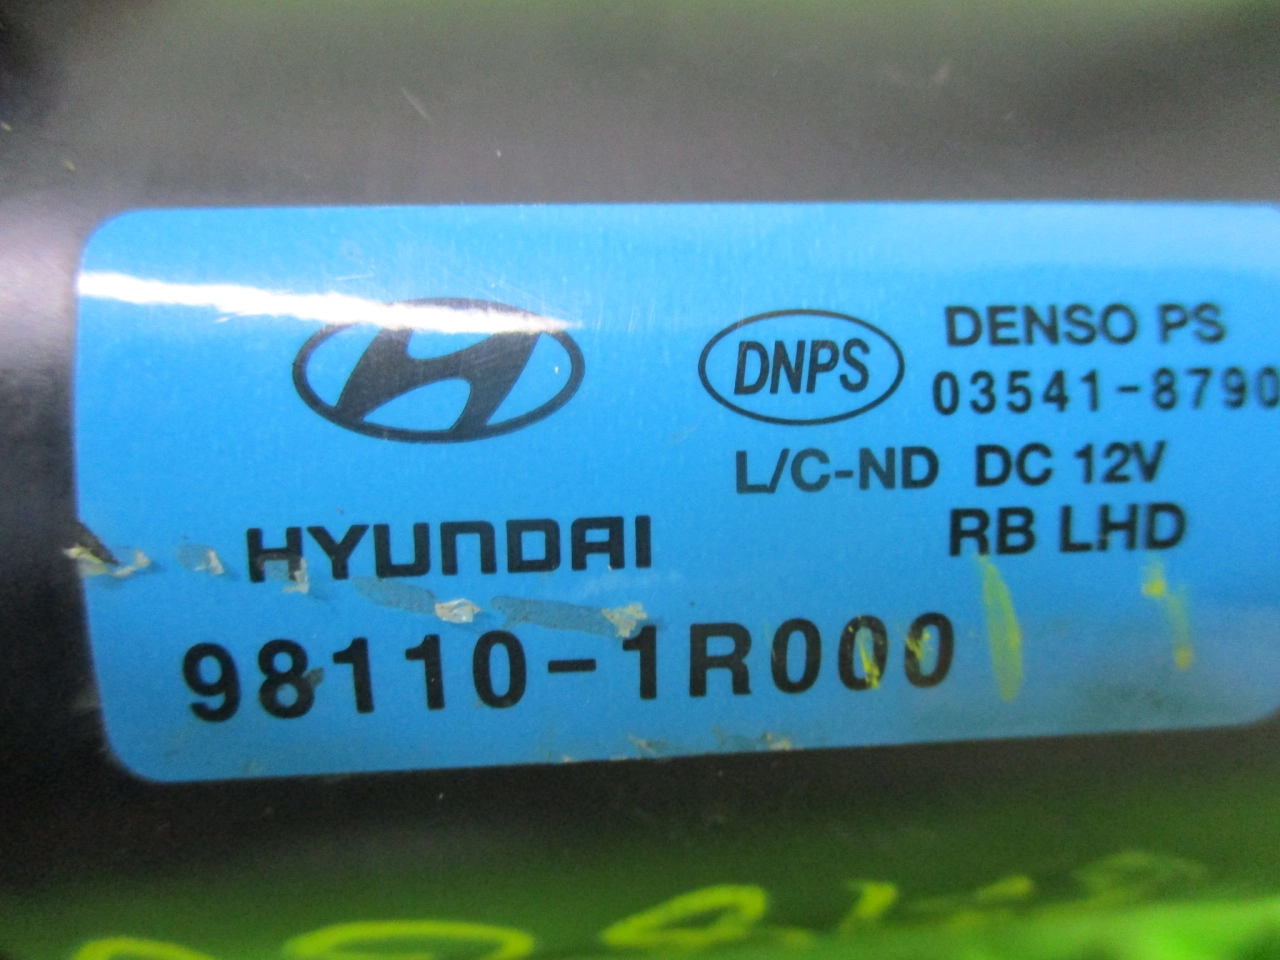 DENSO PS
DNPS
03541-8790
L/C-ND DC 12V
RB LHD
HYUNDAI
98110-1R000